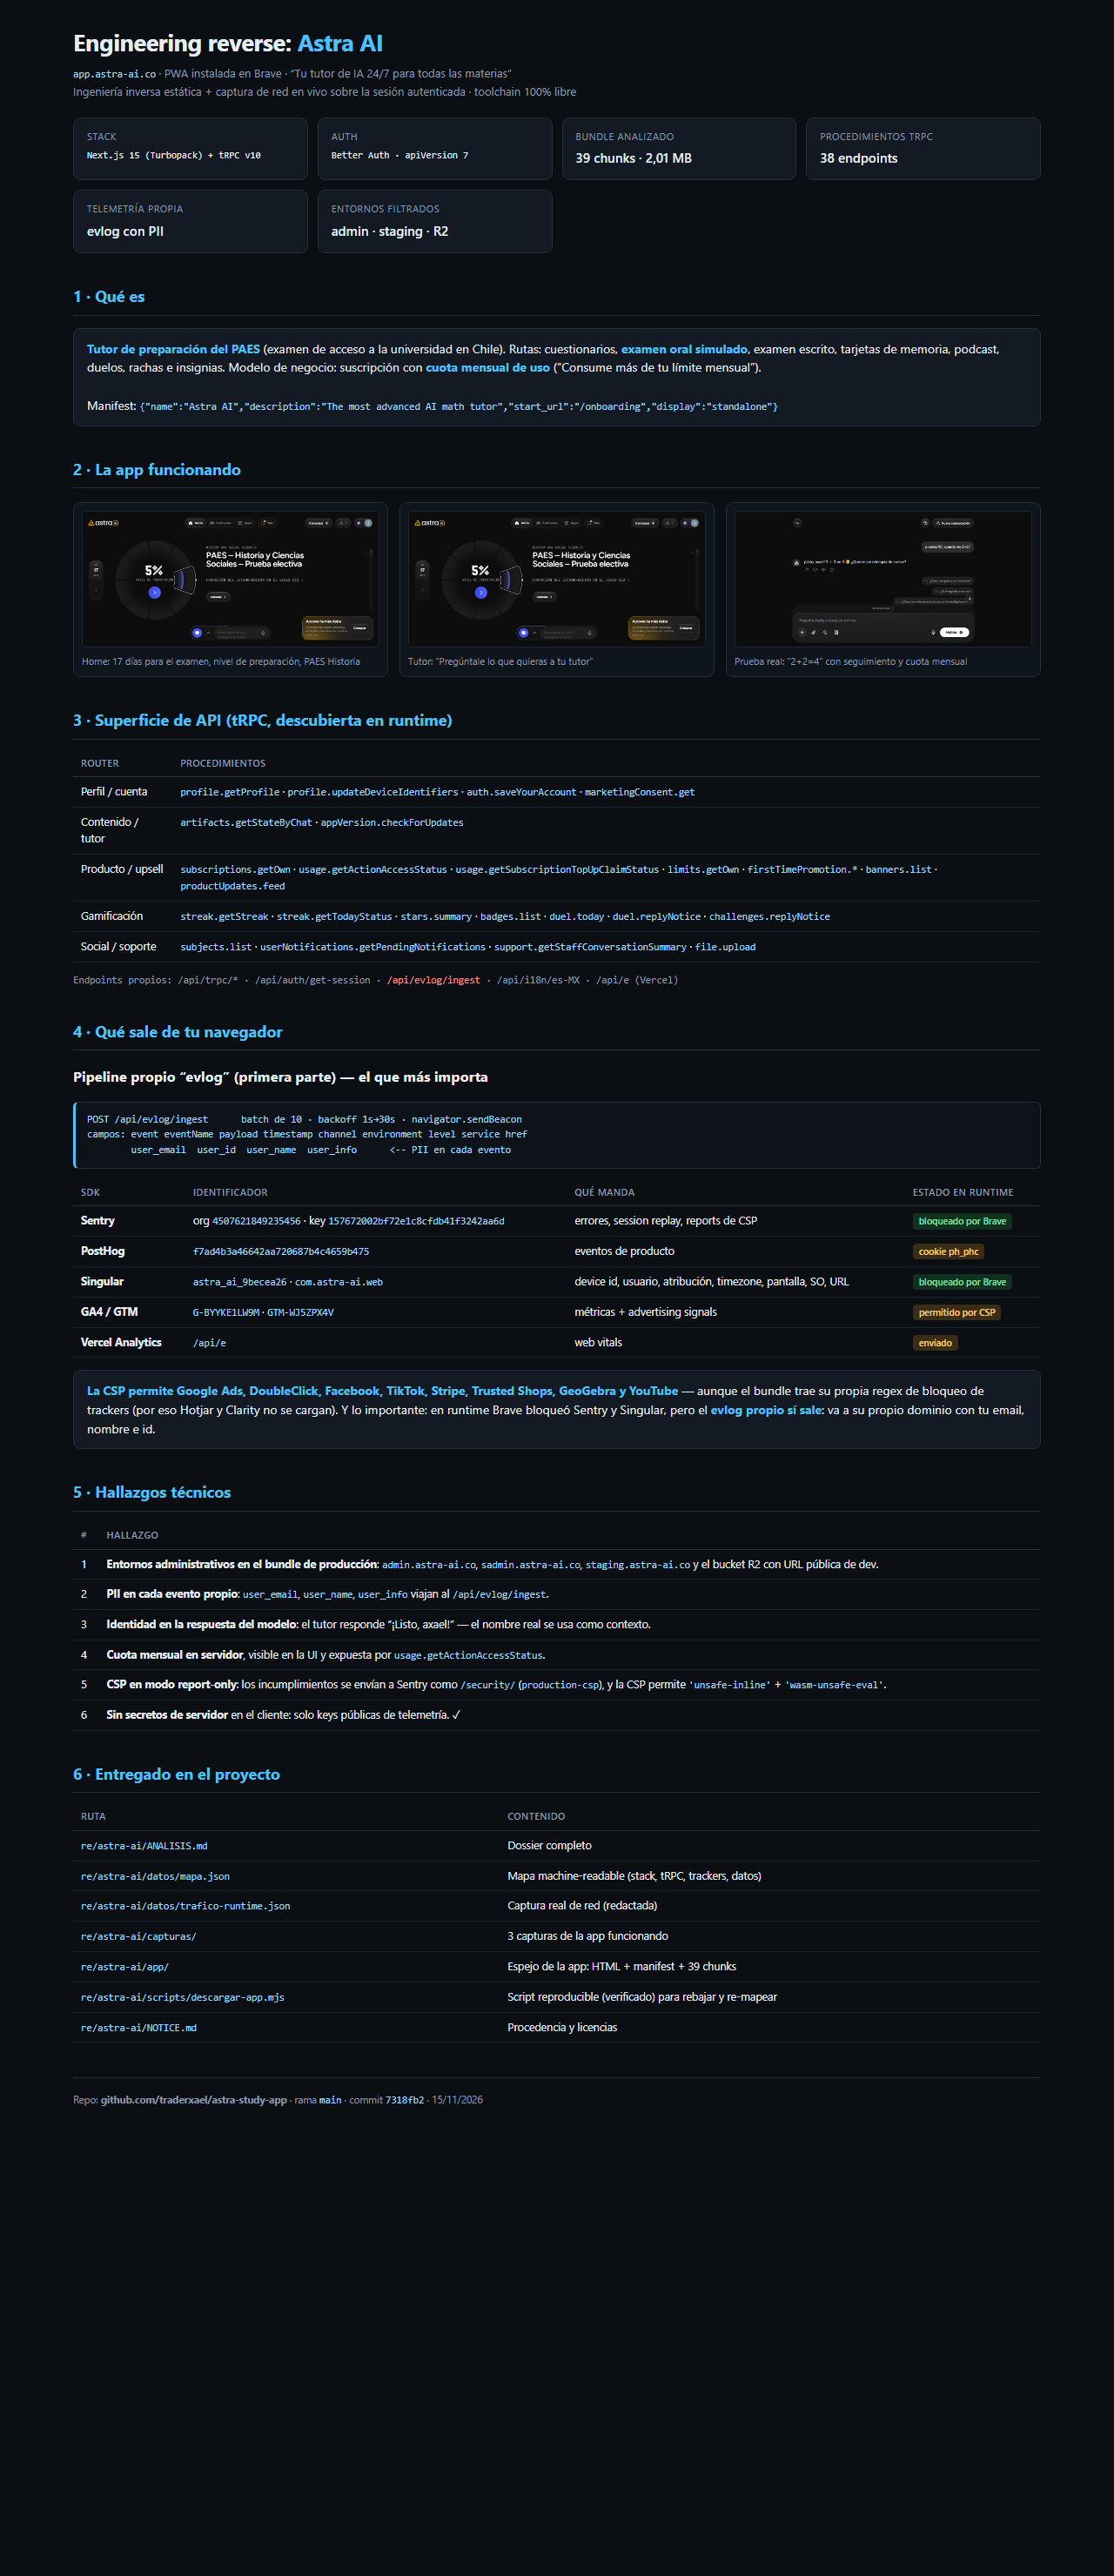 Engineering reverse: Astra AI
app.astra-ai.co · PWA instalada en Brave · “Tu tutor de IA 24/7 para todas las materias”
Ingeniería inversa estática + captura de red en vivo sobre la sesión autenticada · toolchain 100% libre
STACK
Next.js 15 (Turbopack) + tRPC v10
AUTH
Better Auth · apiVersion 7
BUNDLE ANALIZADO
39 chunks · 2,01 MB
PROCEDIMIENTOS TRPC
38 endpoints
TELEMETRÍA PROPIA
evlog con PII
ENTORNOS FILTRADOS
admin · staging · R2
1 · Qué es
Tutor de preparación del PAES (examen de acceso a la universidad en Chile). Rutas: cuestionarios, examen oral simulado, examen escrito, tarjetas de memoria, podcast,
duelos, rachas e insignias. Modelo de negocio: suscripción con cuota mensual de uso (“Consume más de tu límite mensual”).
Manifest: {"name":"Astra AI","description":"The most advanced AI math tutor","start_url":"/onboarding","display":"standalone"}
2 · La app funcionando
astra
5%
PAES – Historia y Ciencias
Sociales – Prueba electiva
Home: 17 días para el examen, nivel de preparación, PAES Historia
astra
5%
PAES – Historia y Ciencias
Sociales – Prueba electiva
Tutor: “Pregúntale lo que quieras a tu tutor”
Prueba real: “2+2=4” con seguimiento y cuota mensual
3 · Superficie de API (tRPC, descubierta en runtime)
ROUTER PROCEDIMIENTOS
Perfil / cuenta profile.getProfile · profile.updateDeviceIdentifiers · auth.saveYourAccount · marketingConsent.get
Contenido / tutor artifacts.getStateByChat · appVersion.checkForUpdates
Producto / upsell subscriptions.getOwn · usage.getActionAccessStatus · usage.getSubscriptionTopUpClaimStatus · limits.getOwn · firstTimePromotion.* · banners.list ·
productUpdates.feed
Gamificación streak.getStreak · streak.getTodayStatus · stars.summary · badges.list · duel.today · duel.replyNotice · challenges.replyNotice
Social / soporte subjects.list · userNotifications.getPendingNotifications · support.getStaffConversationSummary · file.upload
Endpoints propios: /api/trpc/* · /api/auth/get-session · /api/evlog/ingest · /api/i18n/es-MX · /api/e (Vercel)
4 · Qué sale de tu navegador
Pipeline propio “evlog” (primera parte) — el que más importa
POST /api/evlog/ingest batch de 10 · backoff 1s→30s · navigator.sendBeacon
campos: event eventName payload timestamp channel environment level service href
user_email user_id user_name user_info <-- PII en cada evento
SDK IDENTIFICADOR QUÉ MANDA ESTADO EN RUNTIME
Sentry org 4507621849235456 · key 157672002bf72e1c8cfdb41f3242aa6d errores, session replay, reports de CSP bloqueado por Brave
PostHog f7ad4b3a46642aa720687b4c4659b475 eventos de producto cookie ph_phc
Singular astra_ai_9becea26 · com.astra-ai.web device id, usuario, atribución, timezone, pantalla, SO, URL bloqueado por Brave
GA4 / GTM G-BYYKE1LW9M · GTM-WJ5ZPX4V métricas + advertising signals permitido por CSP
Vercel Analytics /api/e web vitals enviado
La CSP permite Google Ads, DoubleClick, Facebook, TikTok, Stripe, Trusted Shops, GeoGebra y YouTube — aunque el bundle trae su propia regex de bloqueo de
trackers (por eso Hotjar y Clarity no se cargan). Y lo importante: en runtime Brave bloqueó Sentry y Singular, pero el evlog propio sí sale: va a su propio dominio con tu email,
nombre e id.
5 · Hallazgos técnicos
# HALLAZGO
1 Entornos administrativos en el bundle de producción: admin.astra-ai.co, sadmin.astra-ai.co, staging.astra-ai.co y el bucket R2 con URL pública de dev.
2 PII en cada evento propio: user_email, user_name, user_info viajan al /api/evlog/ingest.
3 Identidad en la respuesta del modelo: el tutor responde “¡Listo, axael!” — el nombre real se usa como contexto.
4 Cuota mensual en servidor, visible en la UI y expuesta por usage.getActionAccessStatus.
5 CSP en modo report-only: los incumplimientos se envían a Sentry como /security/ (production-csp), y la CSP permite 'unsafe-inline' + 'wasm-unsafe-eval'.
6 Sin secretos de servidor en el cliente: solo keys públicas de telemetría. ✓
6 · Entregado en el proyecto
RUTA CONTENIDO
re/astra-ai/ANALISIS.md Dossier completo
re/astra-ai/datos/mapa.json Mapa machine-readable (stack, tRPC, trackers, datos)
re/astra-ai/datos/trafico-runtime.json Captura real de red (redactada)
re/astra-ai/capturas/ 3 capturas de la app funcionando
re/astra-ai/app/ Espejo de la app: HTML + manifest + 39 chunks
re/astra-ai/scripts/descargar-app.mjs Script reproducible (verificado) para rebajar y re-mapear
re/astra-ai/NOTICE.md Procedencia y licencias
Repo: github.com/traderxael/astra-study-app · rama main · commit 7318fb2 · 15/11/2026